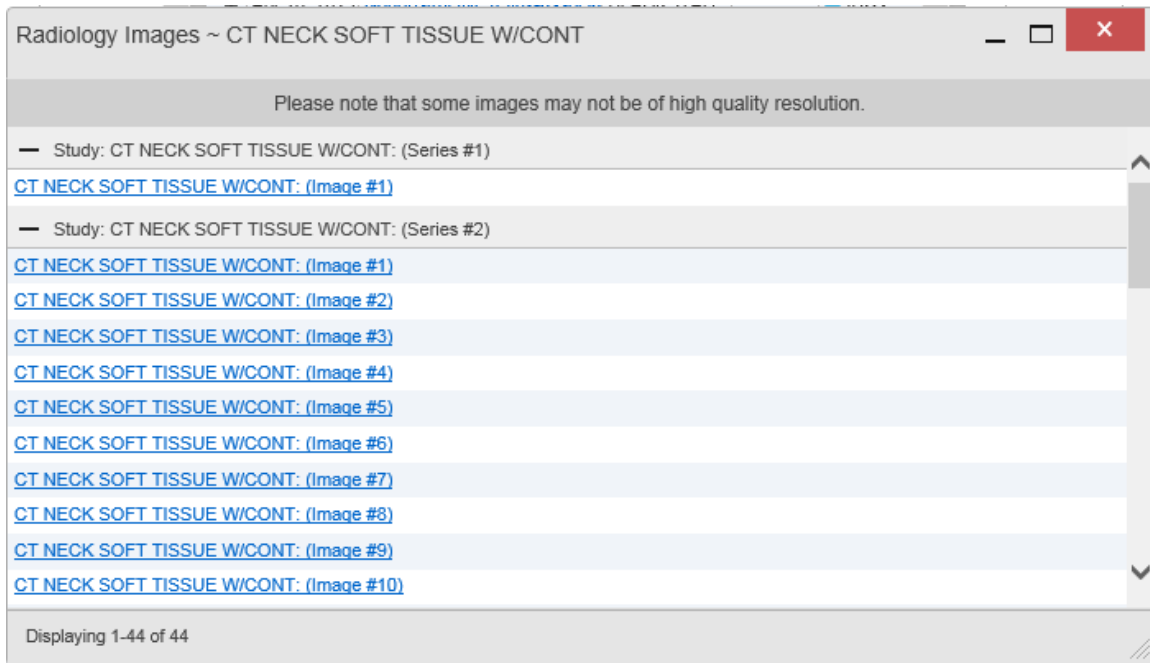 Radiology Images ~ CT NECK SOFT TISSUE W/CONT
Please note that some images may not be of high quality resolution.
Study: CT NECK SOFT TISSUE W/CONT: (Series #1)
CT NECK SOFT TISSUE W/CONT: (Image #1)
Study: CT NECK SOFT TISSUE W/CONT: (Series #2)
CT NECK SOFT TISSUE W/CONT: (Image #1)
CT NECK SOFT TISSUE W/CONT: (Image #2)
CT NECK SOFT TISSUE W/CONT: (Image #3)
CT NECK SOFT TISSUE W/CONT: (Image #4)
CT NECK SOFT TISSUE W/CONT: (Image #5)
CT NECK SOFT TISSUE W/CONT: (Image #6)
CT NECK SOFT TISSUE W/CONT: (Image #7)
CT NECK SOFT TISSUE W/CONT: (Image #8)
CT NECK SOFT TISSUE W/CONT: (Image #9)
CT NECK SOFT TISSUE W/CONT: (Image #10)
Displaying 1-44 of 44